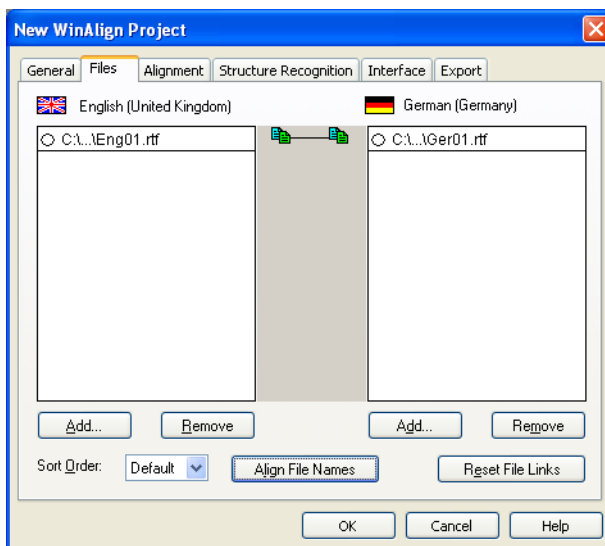 New WinAlign Project
General Files Alignment Structure Recognition Interface Export
English (United Kingdom) German (Germany)
C:\...\Eng01.rtf C:\...\Ger01.rtf
Add... Remove Add... Remove
Sort Order: Default Align File Names Reset File Links
OK Cancel Help